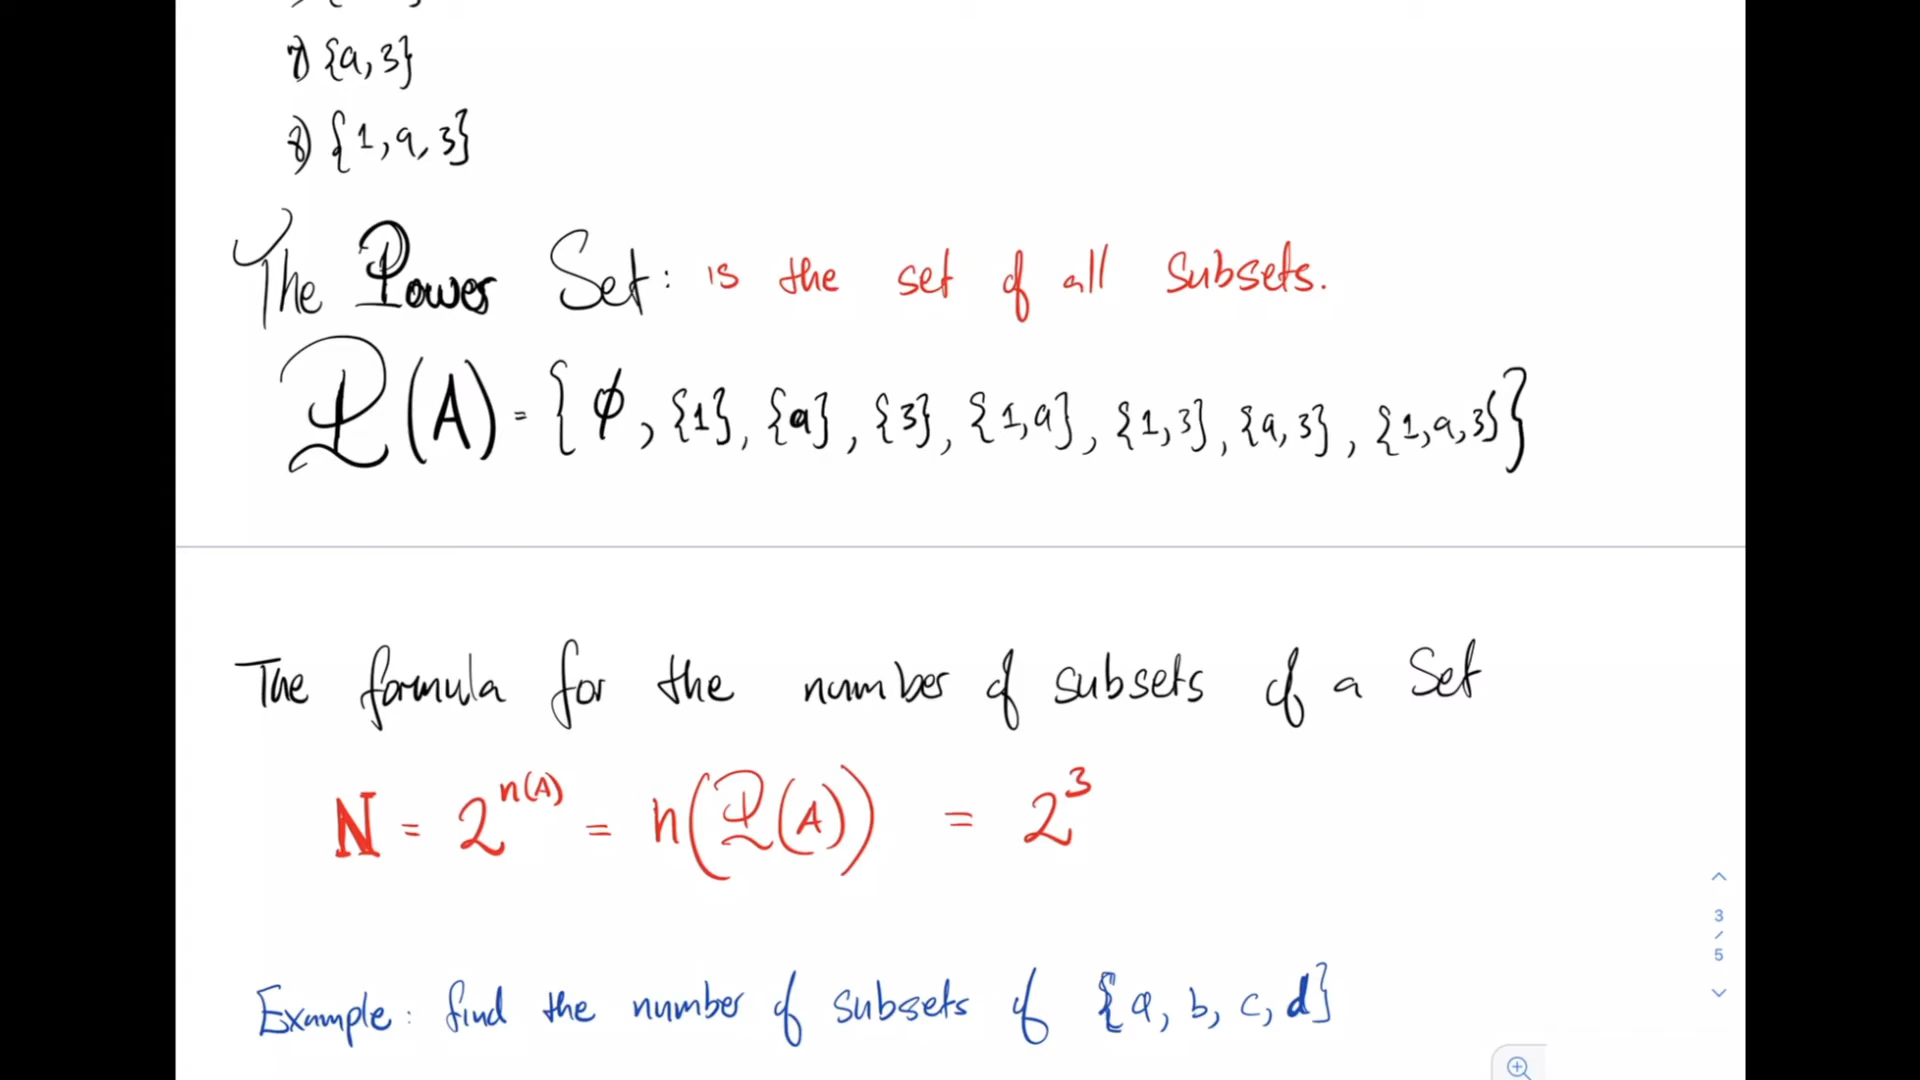 7) {a, 3}
8) {1, a, 3}
The Power Set: is the set of all subsets.
P(A) = { ∅, {1}, {a}, {3}, {1, a}, {1, 3}, {a, 3}, {1, a, 3} }
The formula for the number of subsets of a Set
N = 2^n(A) = n(P(A)) = 2^3
3
/
5
Example: find the number of subsets of {a, b, c, d}